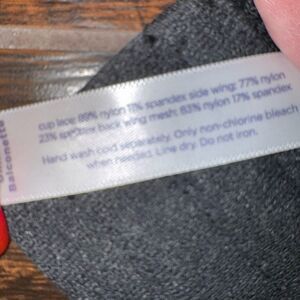 cup lace: 89% nylon 11% spandex side wing: 77% nylon
23% spandex back wing mesh: 83% nylon 17% spandex
Hand wash cold separately. Only non-chlorine bleach
when needed. Line dry. Do not iron.
Balconette